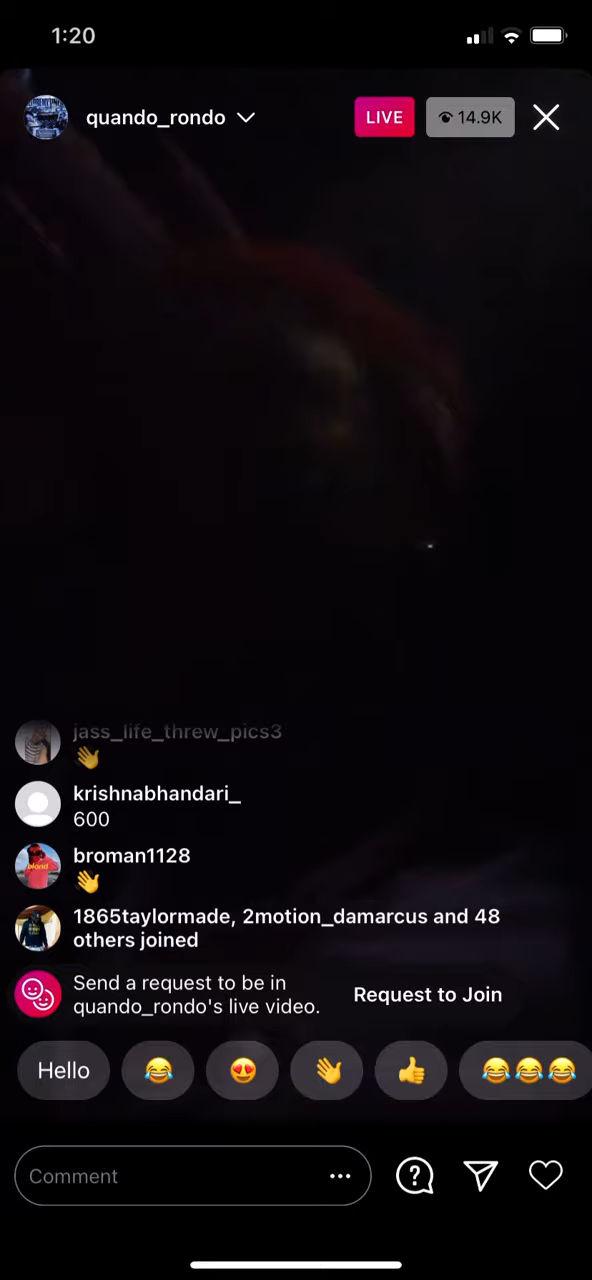 1:20
quando_rondo
LIVE
14.9K
jass_life_threw_pics3
👋
krishnabhandari_
600
broman1128
👋
1865taylormade, 2motion_damarcus and 48
others joined
Send a request to be in
quando_rondo's live video.
Request to Join
Hello
😂
😍
👋
👍
😂😂😂
Comment